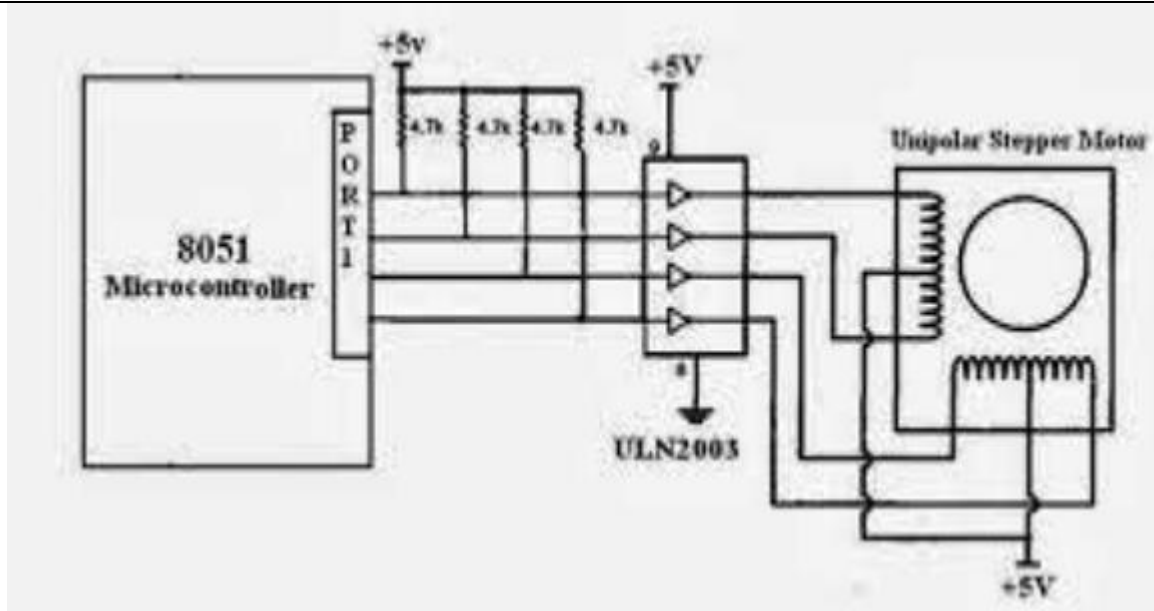 +5v
+5V
4.7k 4.7k 4.7k 4.7k
9
Unipolar Stepper Motor
PORT1
8051
Microcontroller
8
ULN2003
+5V